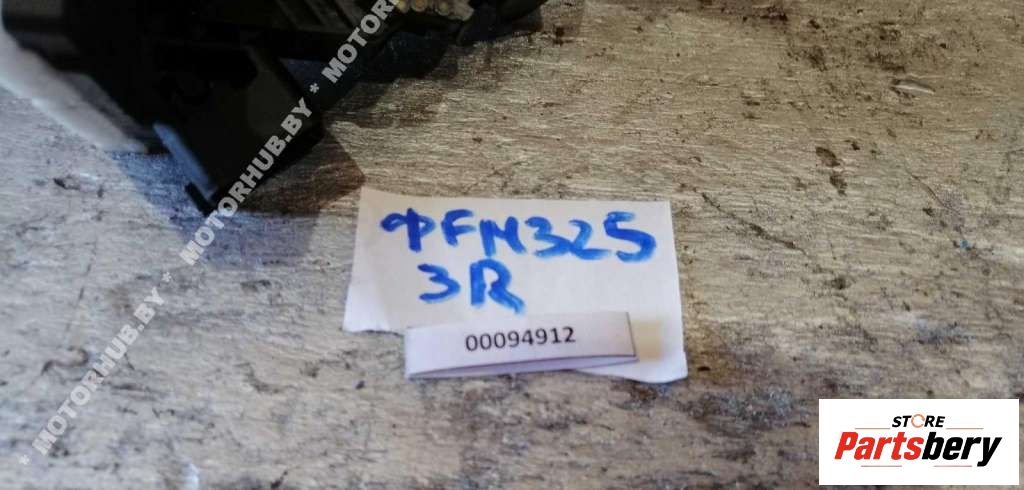 * MOTORHUB.BY * MOTORHUB.BY * MOTORHUB.BY
ФFM325
3R
00094912
STORE
Partsbery